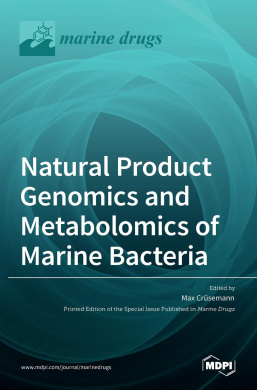 marine drugs
Natural Product
Genomics and
Metabolomics of
Marine Bacteria
Edited by
Max Crüsemann
Printed Edition of the Special Issue Published in Marine Drugs
www.mdpi.com/journal/marinedrugs
MDPI